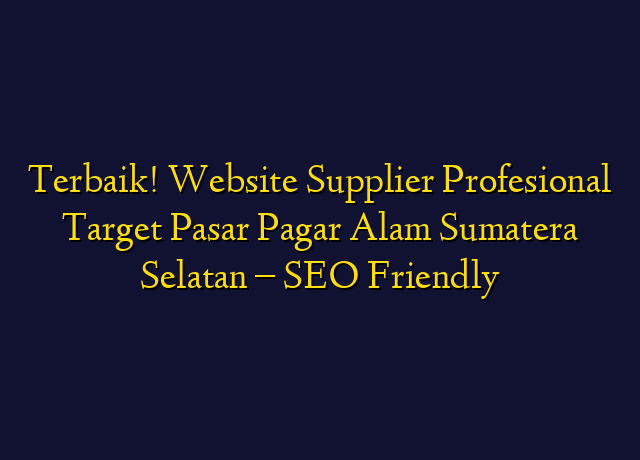 Terbaik! Website Supplier Profesional
Target Pasar Pagar Alam Sumatera
Selatan – SEO Friendly